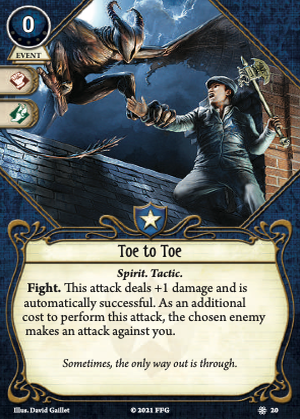 0
EVENT
Toe to Toe
Spirit. Tactic.
Fight. This attack deals +1 damage and is
automatically successful. As an additional
cost to perform this attack, the chosen enemy
makes an attack against you.
Sometimes, the only way out is through.
Illus. David Gaillet
© 2021 FFG
20